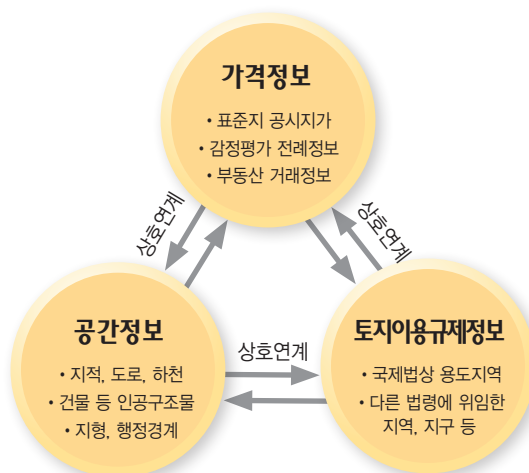 가격정보
• 표준지 공시지가
• 감정평가 전례정보
• 부동산 거래정보
상호연계
상호연계
공간정보
• 지적, 도로, 하천
• 건물 등 인공구조물
• 지형, 행정경계
상호연계
토지이용규제정보
• 국제법상 용도지역
• 다른 법령에 위임한
지역, 지구 등